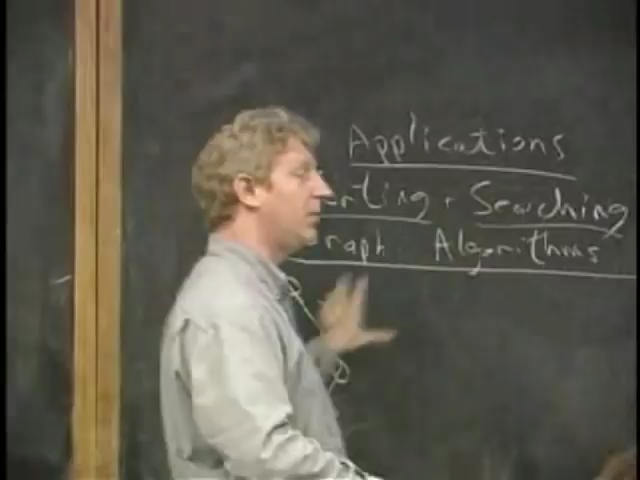 Applications
rting + Searching
raph Algorithms